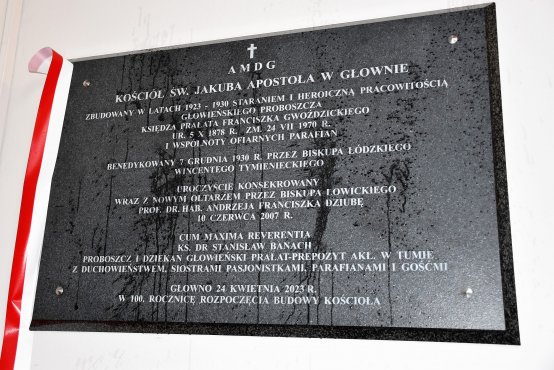 A M D G
KOŚCIÓŁ ŚW. JAKUBA APOSTOŁA W GŁOWNIE
ZBUDOWANY W LATACH 1923 - 1930 STARANIEM I HEROICZNĄ PRACOWITOŚCIĄ
GŁOWIEŃSKIEGO PROBOSZCZA
KSIĘDZA PRAŁATA FRANCISZKA GWOŹDZICKIEGO
UR. 5 X 1878 R. ZM. 24 VII 1970 R.
I WSPÓLNOTY OFIARNYCH PARAFIAN
BENEDYKOWANY 7 GRUDNIA 1930 R. PRZEZ BISKUPA ŁÓDZKIEGO
WINCENTEGO TYMIENIECKIEGO
UROCZYŚCIE KONSEKROWANY
WRAZ Z NOWYM OŁTARZEM PRZEZ BISKUPA ŁOWICKIEGO
PROF. DR. HAB. ANDRZEJA FRANCISZKA DZIUBĘ
10 CZERWCA 2007 R.
CUM MAXIMA REVERENTIA
KS. DR STANISŁAW BANACH
PROBOSZCZ I DZIEKAN GŁOWIEŃSKI PRAŁAT-PREPOZYT AKŁ. W TUMIE
Z DUCHOWIEŃSTWEM, SIOSTRAMI PASJONISTKAMI, PARAFIANAMI I GOŚĆMI
GŁOWNO 24 KWIETNIA 2023 R.
W 100. ROCZNICĘ ROZPOCZĘCIA BUDOWY KOŚCIOŁA